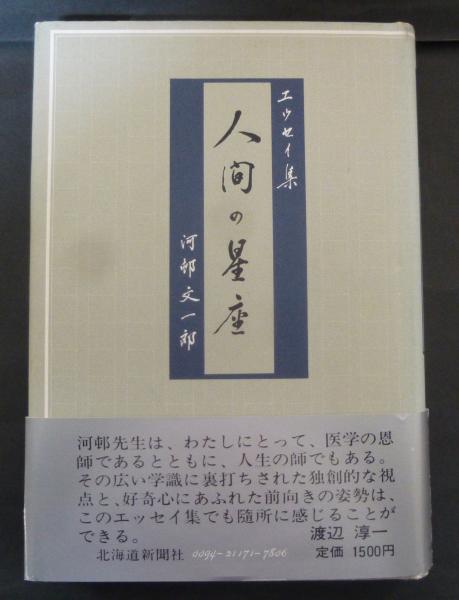 エッセイ集
人間の星座
河邨文一郎
河邨先生は、わたしにとって、医学の恩
師であるとともに、人生の師でもある。
その広い学識に裏打ちされた独創的な視
点と、好奇心にあふれた前向きの姿勢は、
このエッセイ集でも随所に感じることが
できる。 渡辺 淳一
北海道新聞社 0094-21171-7806 定価 1500円